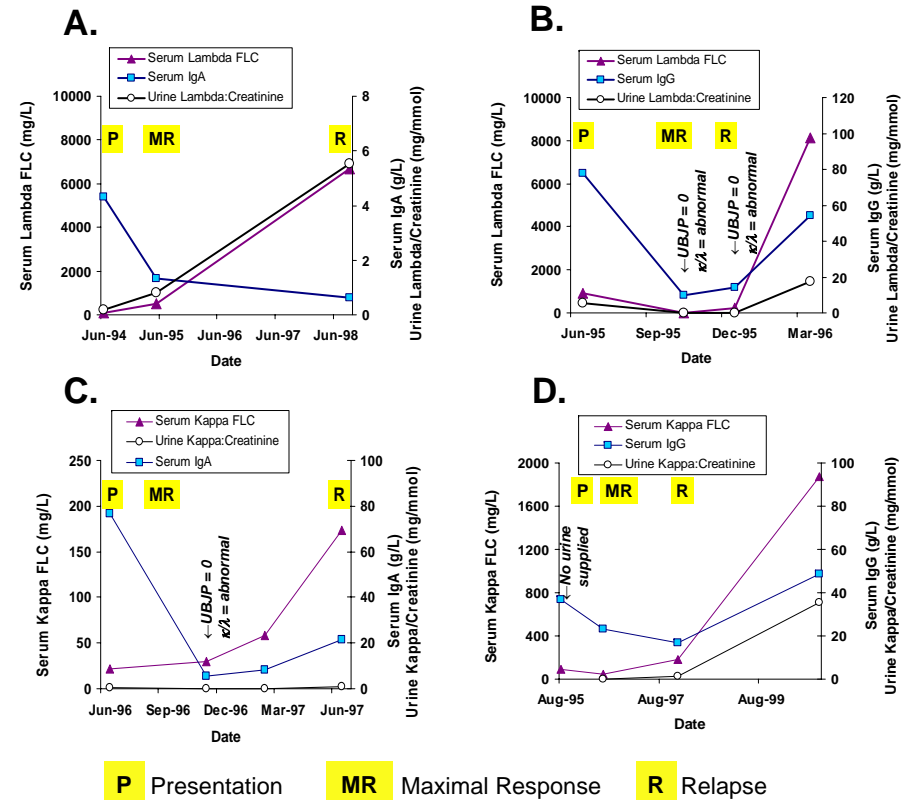 A.
Serum Lambda FLC
Serum IgA
Urine Lambda:Creatinine
Serum Lambda FLC (mg/L)
10000
8000
6000
4000
2000
0
P
MR
R
8
6
4
2
0
Serum IgA (g/L)
Urine Lambda/Creatinine (mg/mmol)
Jun-94
Jun-95
Jun-96
Jun-97
Jun-98
Date
B.
Serum Lambda FLC
Serum IgG
Urine Lambda:Creatinine
Serum Lambda FLC (mg/L)
10000
8000
6000
4000
2000
0
P
MR
R
←UBJP = 0
κ/λ = abnormal
←UBJP = 0
κ/λ = abnormal
120
100
80
60
40
20
0
Serum IgG (g/L)
Urine Lambda/Creatinine (mg/mmol)
Jun-95
Sep-95
Dec-95
Mar-96
Date
C.
Serum Kappa FLC
Urine Kappa:Creatinine
Serum IgA
Serum Kappa FLC (mg/L)
250
200
150
100
50
0
P
MR
R
←UBJP = 0
κ/λ = abnormal
100
80
60
40
20
0
Serum IgA (g/L)
Urine Kappa/Creatinine (mg/mmol)
Jun-96
Sep-96
Dec-96
Mar-97
Jun-97
Date
D.
Serum Kappa FLC
Serum IgG
Urine Kappa:Creatinine
Serum Kappa FLC (mg/L)
2000
1600
1200
800
400
0
P
MR
R
←No urine
supplied
100
80
60
40
20
0
Serum IgG (g/L)
Urine Kappa/Creatinine (mg/mmol)
Aug-95
Aug-97
Aug-99
Date
P Presentation MR Maximal Response R Relapse